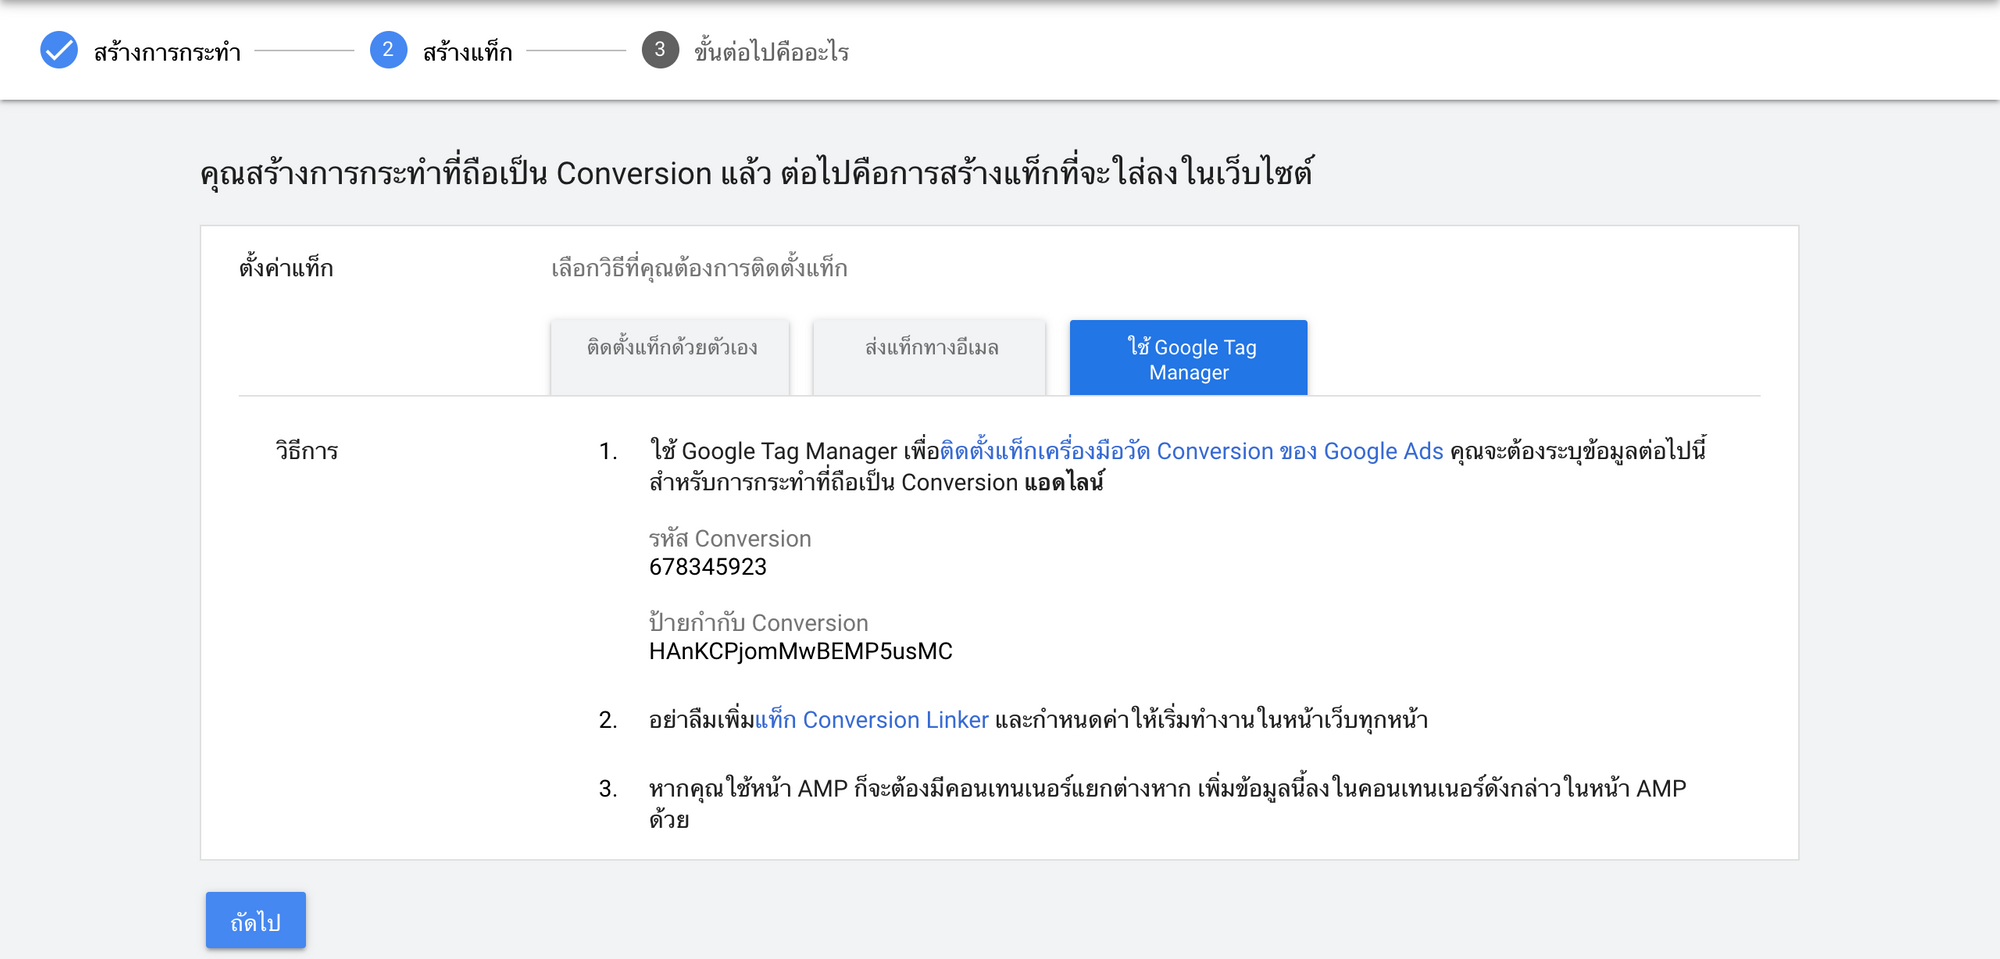 สร้างการกระทำ
2 สร้างแท็ก
3 ขั้นต่อไปคืออะไร
คุณสร้างการกระทำที่ถือเป็น Conversion แล้ว ต่อไปคือการสร้างแท็กที่จะใส่ลงในเว็บไซต์
ตั้งค่าแท็ก
เลือกวิธีที่คุณต้องการติดตั้งแท็ก
ติดตั้งแท็กด้วยตัวเอง
ส่งแท็กทางอีเมล
ใช้ Google Tag
Manager
วิธีการ
1. ใช้ Google Tag Manager เพื่อติดตั้งแท็กเครื่องมือวัด Conversion ของ Google Ads คุณจะต้องระบุข้อมูลต่อไปนี้
สำหรับการกระทำที่ถือเป็น Conversion แอดไลน์
รหัส Conversion
678345923
ป้ายกำกับ Conversion
HAnKCPjomMwBEMP5usMC
2. อย่าลืมเพิ่มแท็ก Conversion Linker และกำหนดค่าให้เริ่มทำงานในหน้าเว็บทุกหน้า
3. หากคุณใช้หน้า AMP ก็จะต้องมีคอนเทนเนอร์แยกต่างหาก เพิ่มข้อมูลนี้ลงในคอนเทนเนอร์ดังกล่าวในหน้า AMP
ด้วย
ถัดไป